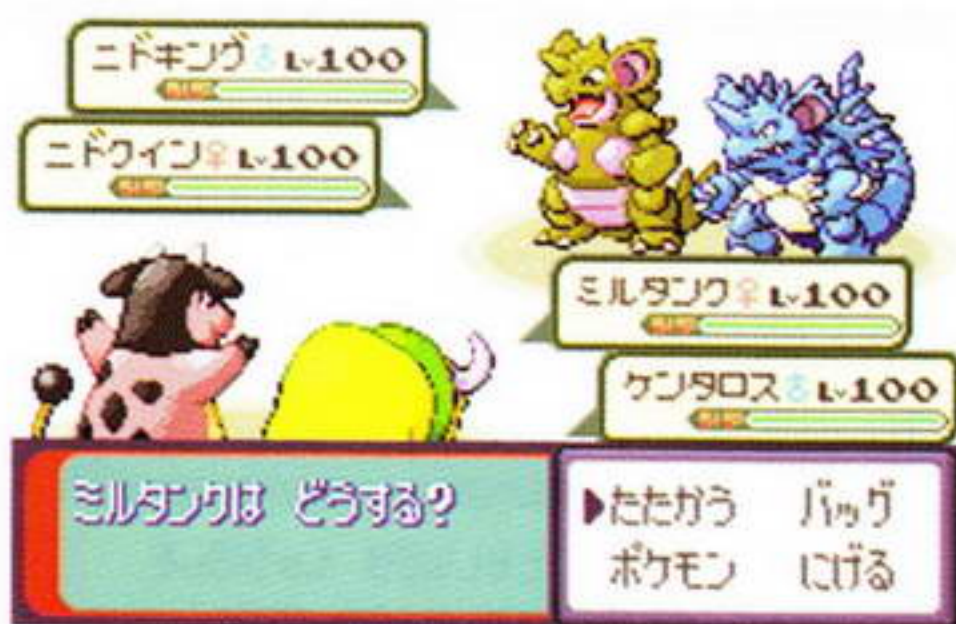 ニドキング♂ Lv100
ニドクイン♀ Lv100
ミルタンク♀ Lv100
ケンタロス♂ Lv100
ミルタンクは どうする?
▶たたかう バッグ
ポケモン にげる